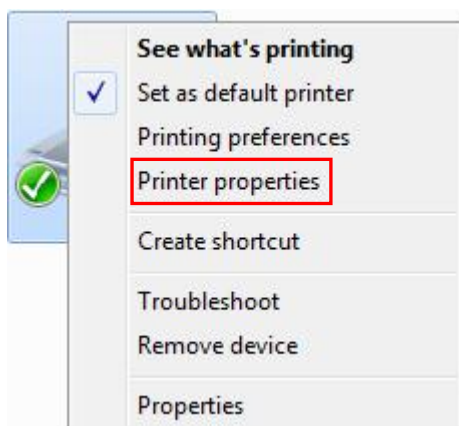 See what's printing
Set as default printer
Printing preferences
Printer properties
Create shortcut
Troubleshoot
Remove device
Properties